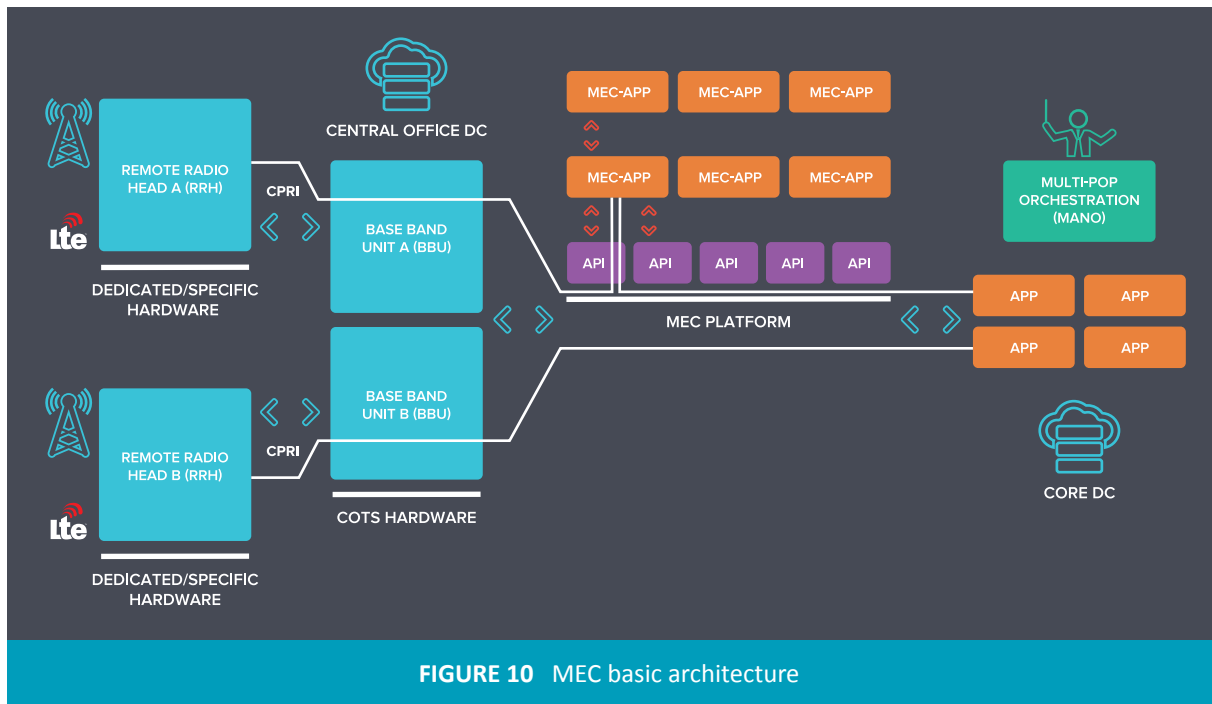 CENTRAL OFFICE DC
REMOTE RADIO
HEAD A (RRH)
Lte
DEDICATED/SPECIFIC
HARDWARE
CPRI
BASE BAND
UNIT A (BBU)
MEC-APP
MEC-APP
MEC-APP
MEC-APP
MEC-APP
MEC-APP
API
API
API
API
API
MEC PLATFORM
MULTI-POP
ORCHESTRATION
(MANO)
APP
APP
APP
APP
CORE DC
REMOTE RADIO
HEAD B (RRH)
Lte
DEDICATED/SPECIFIC
HARDWARE
CPRI
BASE BAND
UNIT B (BBU)
COTS HARDWARE
FIGURE 10 MEC basic architecture